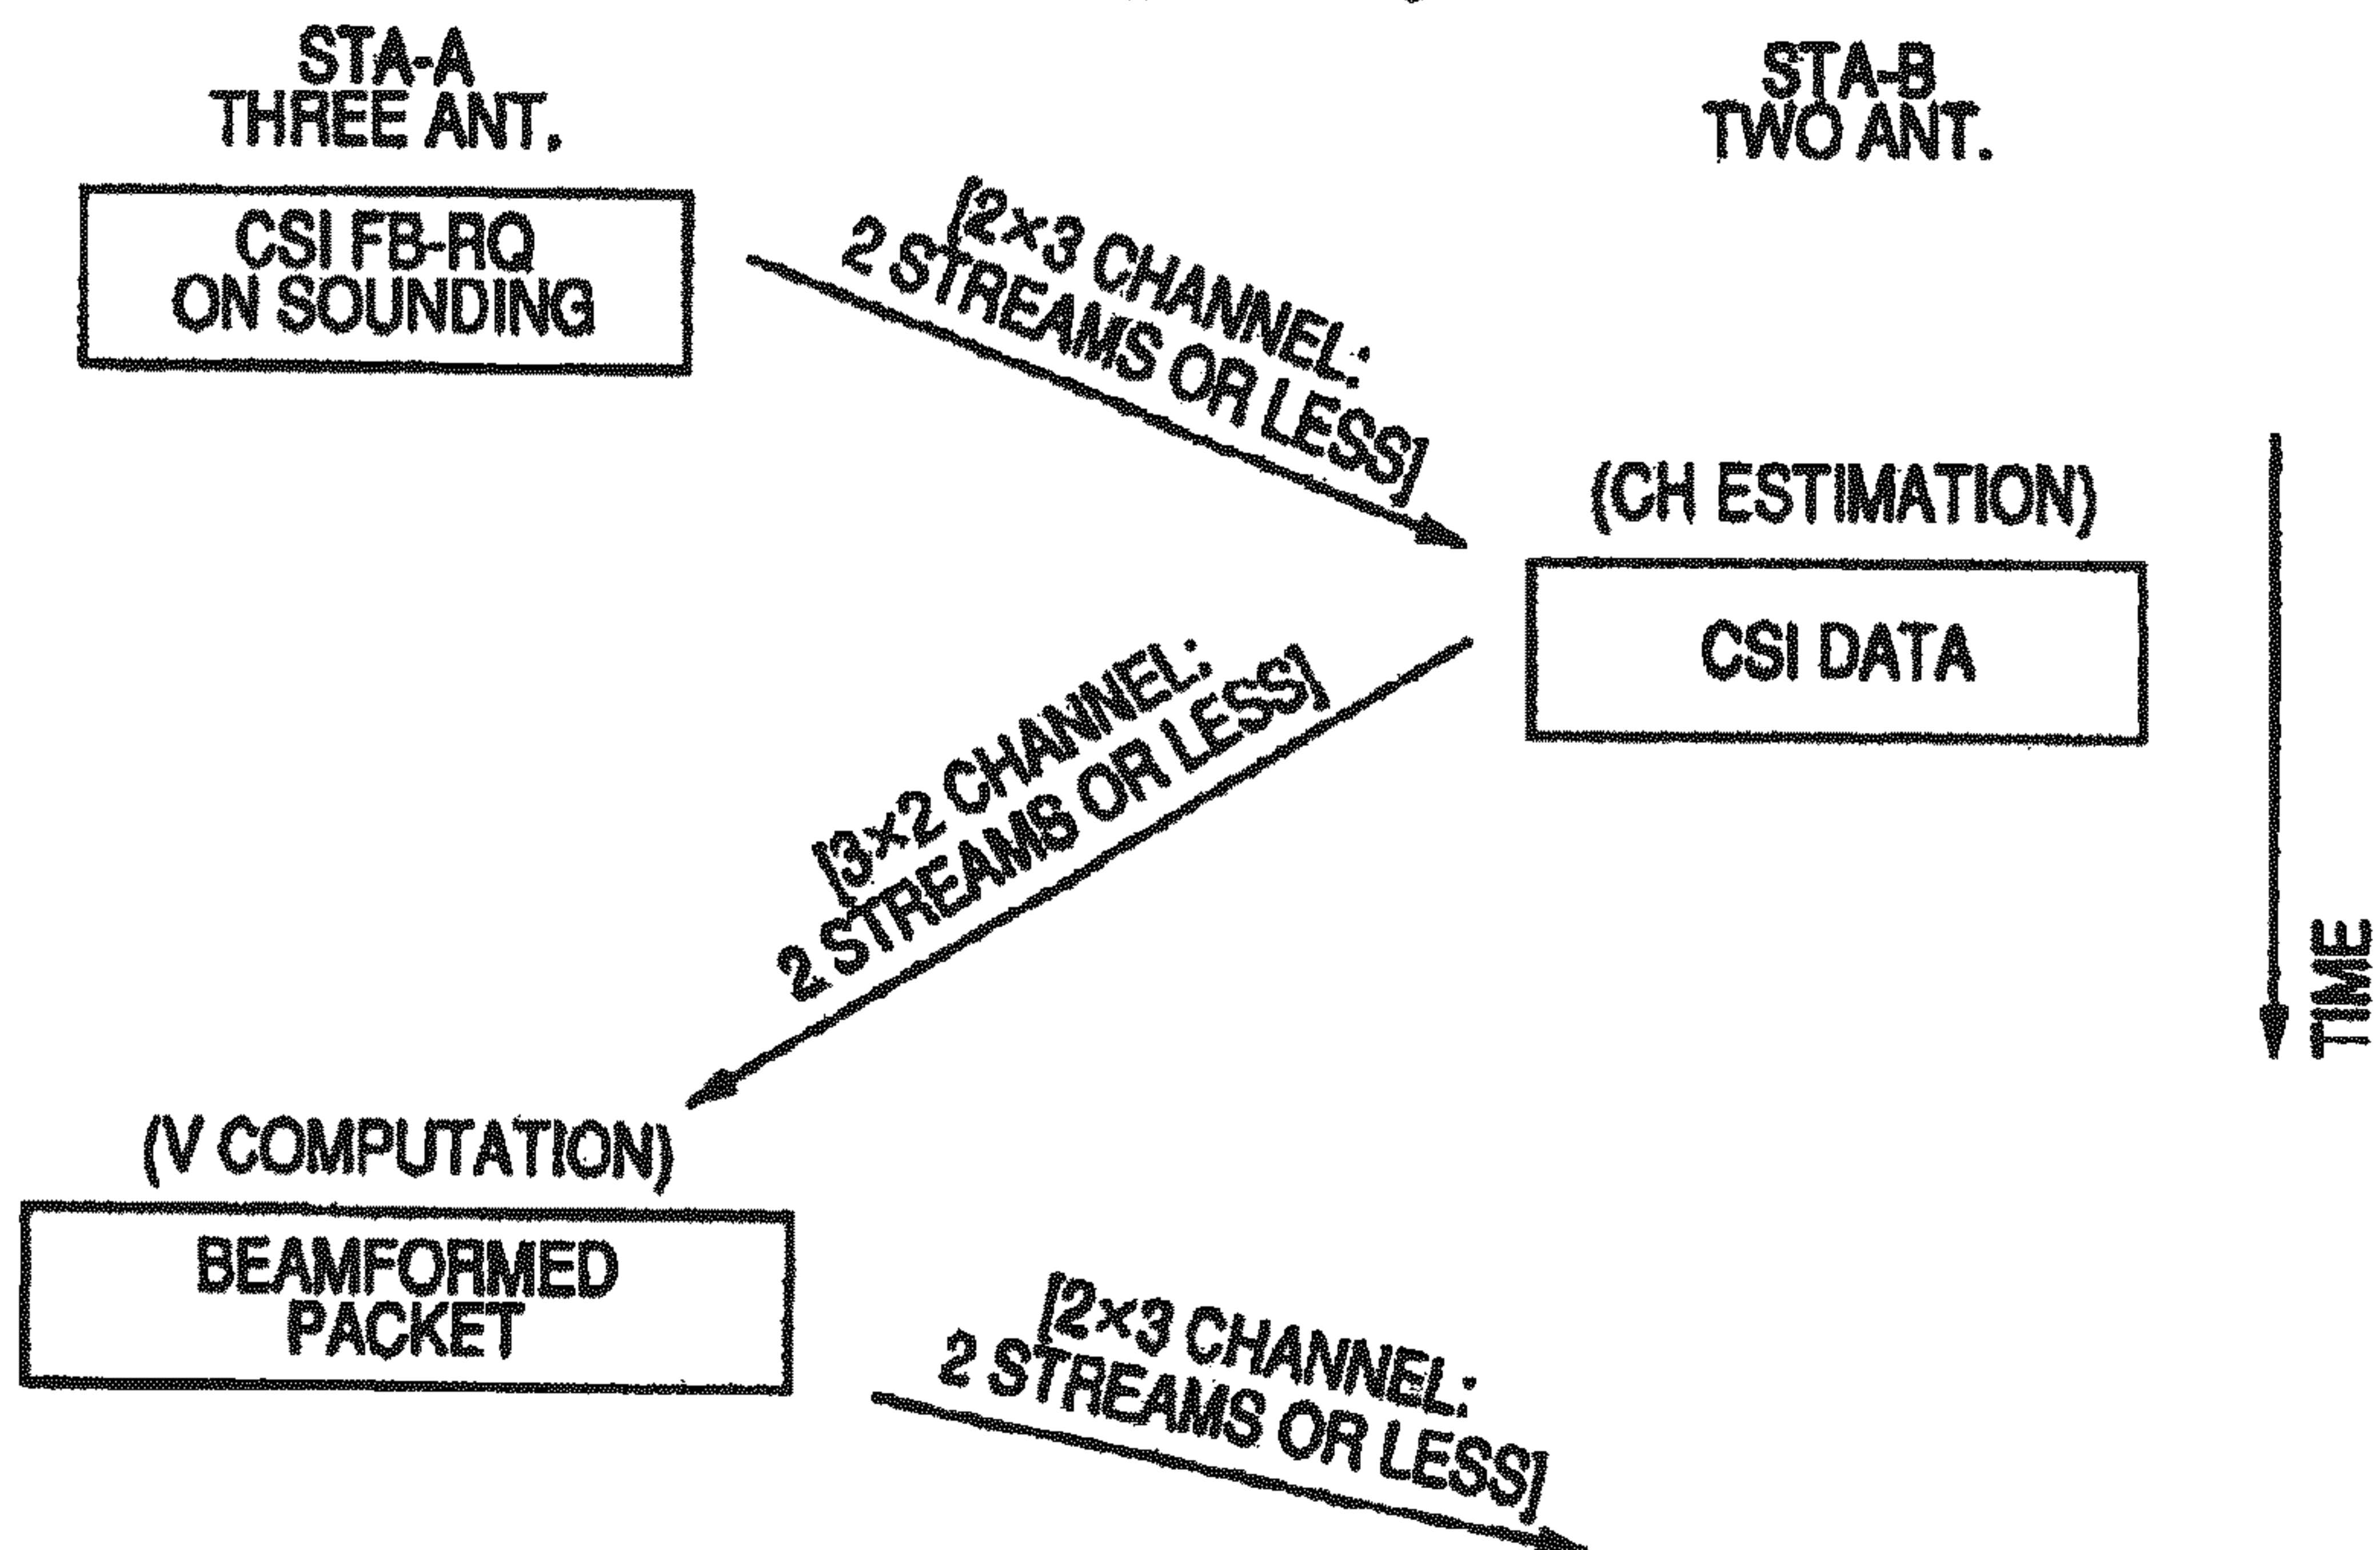 STA-A
THREE ANT.
STA-B
TWO ANT.
CSI FB-RQ
ON SOUNDING
[2×3 CHANNEL:
2 STREAMS OR LESS]
(CH ESTIMATION)
CSI DATA
[3×2 CHANNEL:
2 STREAMS OR LESS]
TIME
(V COMPUTATION)
BEAMFORMED
PACKET
[2×3 CHANNEL:
2 STREAMS OR LESS]